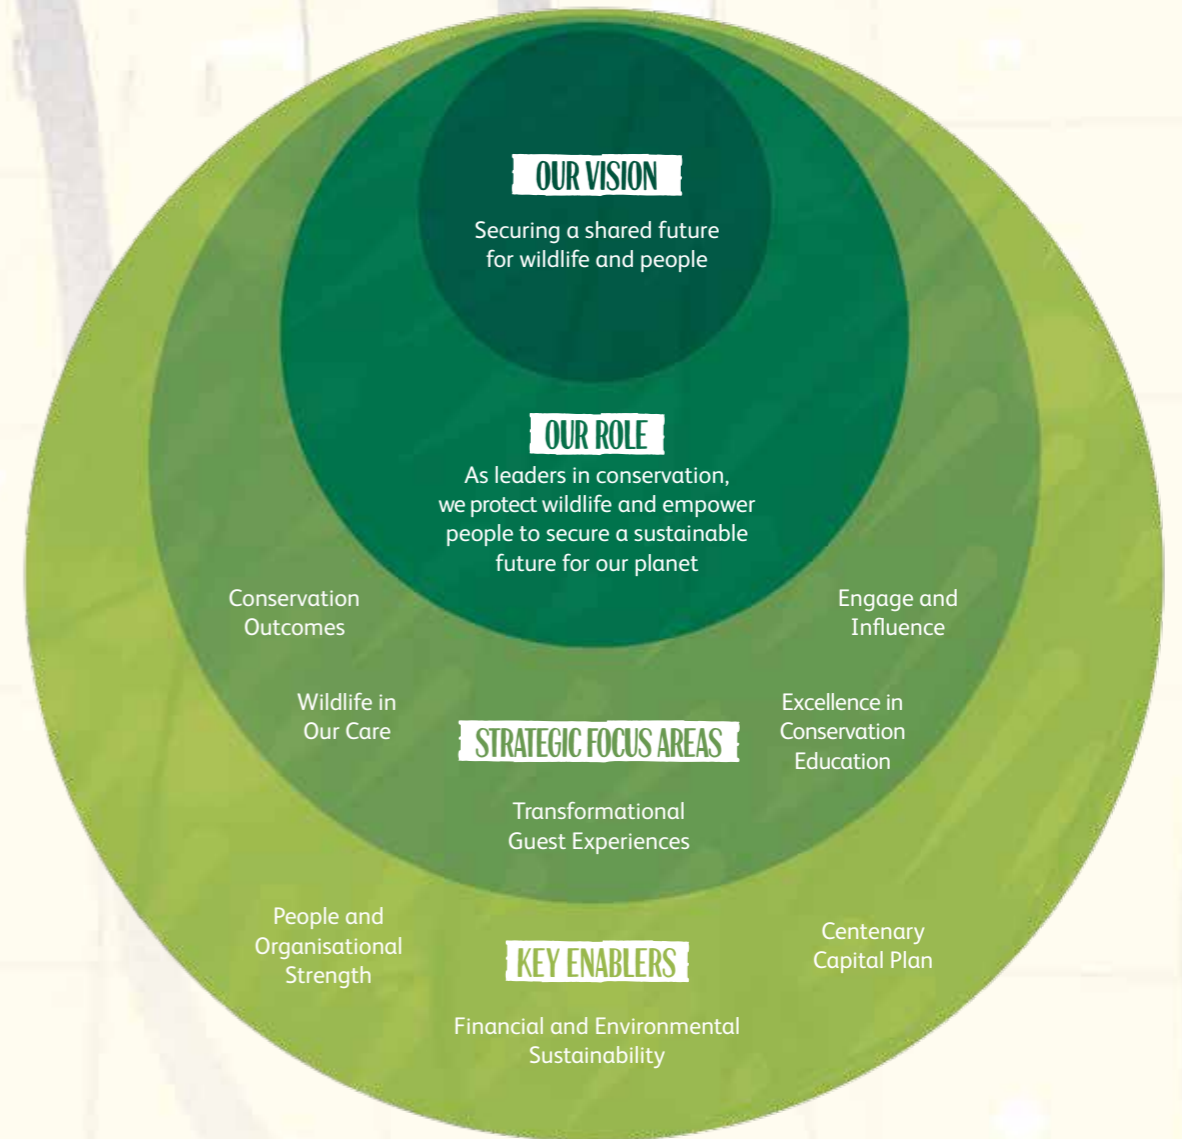 OUR VISION
Securing a shared future
for wildlife and people
OUR ROLE
As leaders in conservation,
we protect wildlife and empower
people to secure a sustainable
future for our planet
Conservation
Outcomes
Engage and
Influence
Wildlife in
Our Care
STRATEGIC FOCUS AREAS
Excellence in
Conservation
Education
Transformational
Guest Experiences
People and
Organisational
Strength
KEY ENABLERS
Centenary
Capital Plan
Financial and Environmental
Sustainability